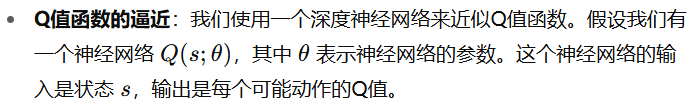 • Q值函数的逼近：我们使用一个深度神经网络来近似Q值函数。假设我们有
一个神经网络 Q(s;θ)，其中 θ 表示神经网络的参数。这个神经网络的输
入是状态 s，输出是每个可能动作的Q值。